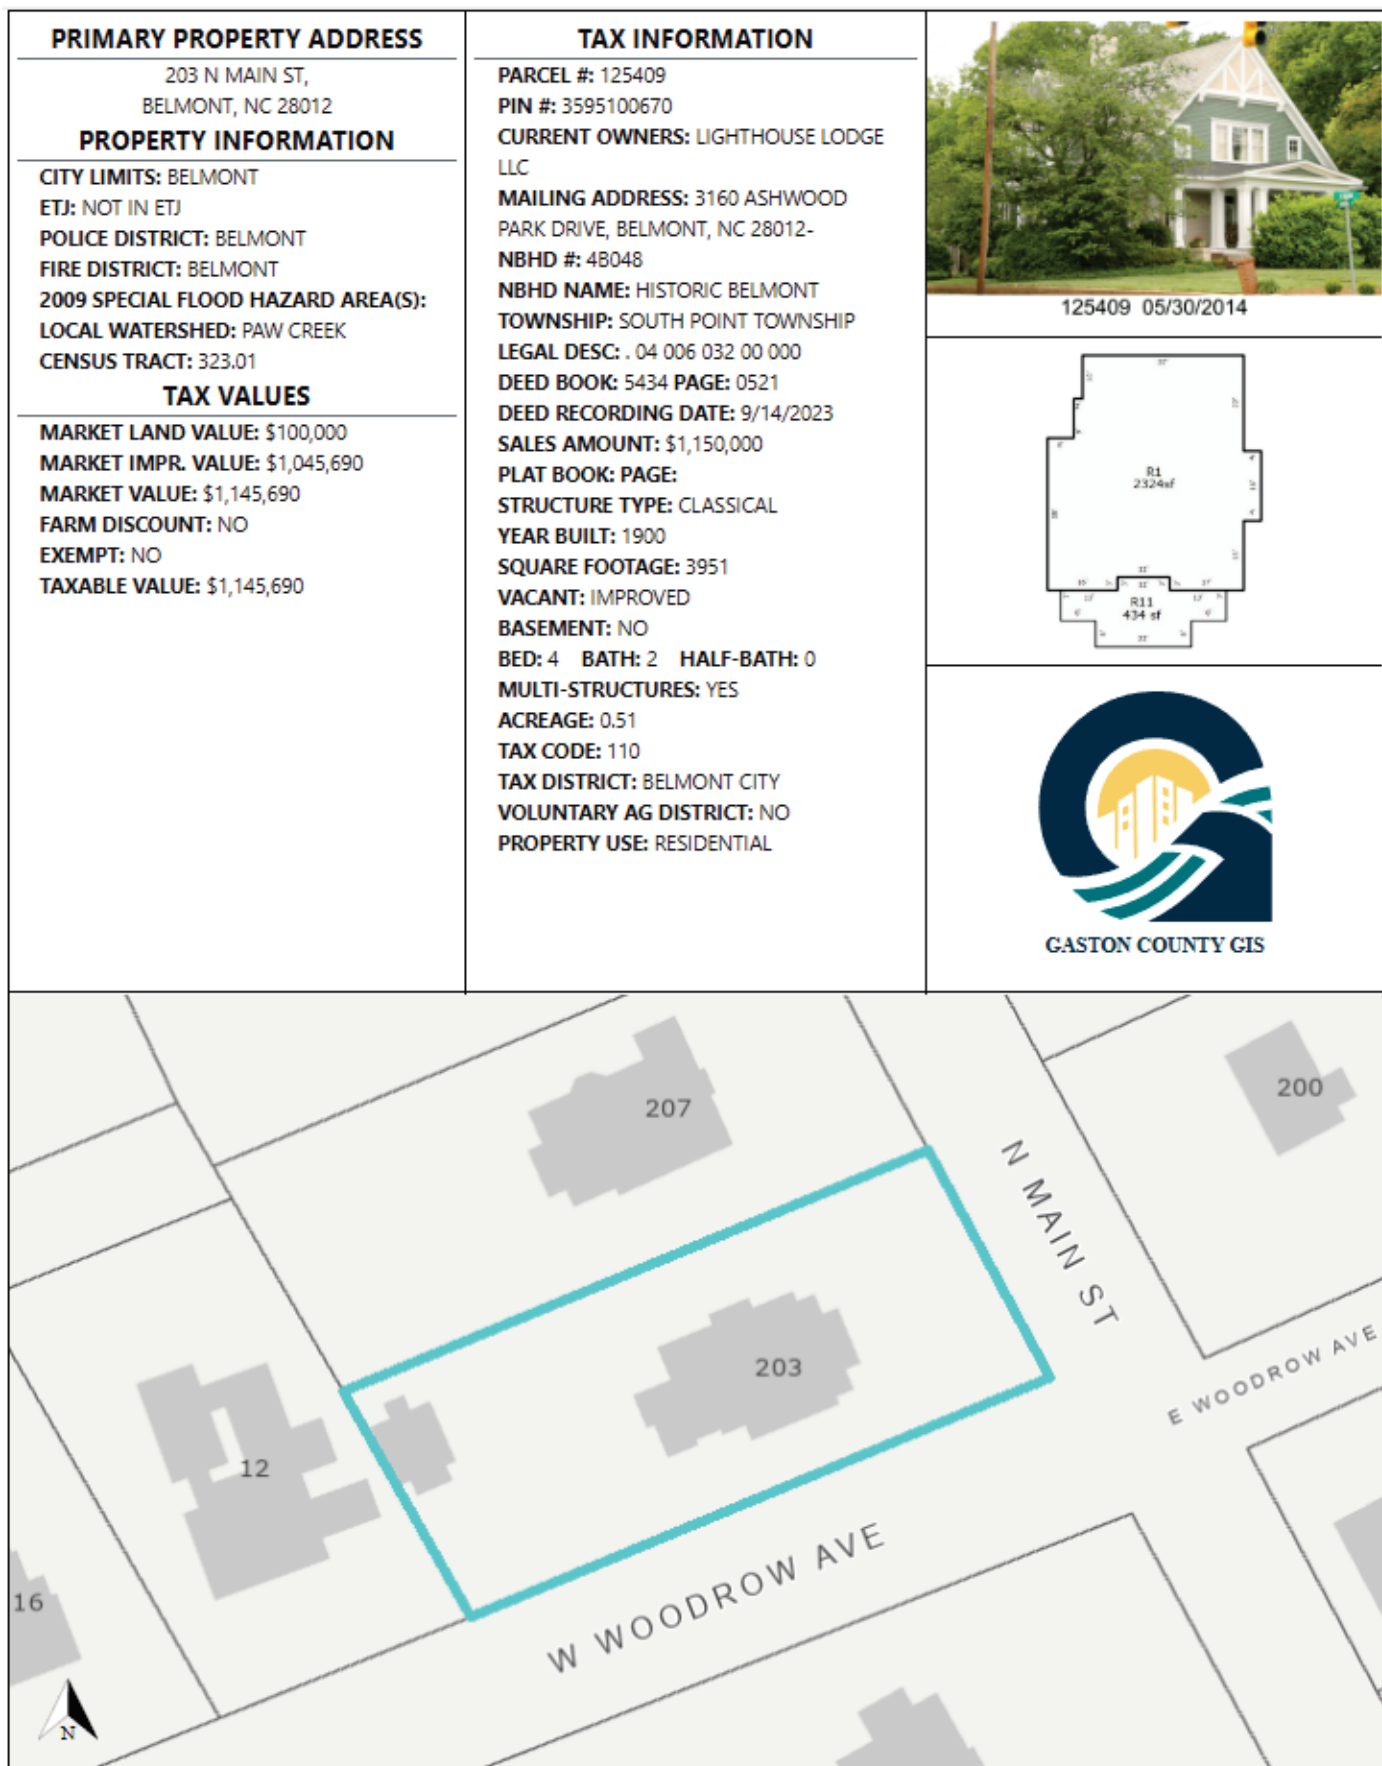 PRIMARY PROPERTY ADDRESS
203 N MAIN ST,
BELMONT, NC 28012
PROPERTY INFORMATION
CITY LIMITS: BELMONT
ETJ: NOT IN ETJ
POLICE DISTRICT: BELMONT
FIRE DISTRICT: BELMONT
2009 SPECIAL FLOOD HAZARD AREA(S):
LOCAL WATERSHED: PAW CREEK
CENSUS TRACT: 323.01
TAX VALUES
MARKET LAND VALUE: $100,000
MARKET IMPR. VALUE: $1,045,690
MARKET VALUE: $1,145,690
FARM DISCOUNT: NO
EXEMPT: NO
TAXABLE VALUE: $1,145,690
TAX INFORMATION
PARCEL #: 125409
PIN #: 3595100670
CURRENT OWNERS: LIGHTHOUSE LODGE
LLC
MAILING ADDRESS: 3160 ASHWOOD
PARK DRIVE, BELMONT, NC 28012-
NBHD #: 4B048
NBHD NAME: HISTORIC BELMONT
TOWNSHIP: SOUTH POINT TOWNSHIP
LEGAL DESC: . 04 006 032 00 000
DEED BOOK: 5434 PAGE: 0521
DEED RECORDING DATE: 9/14/2023
SALES AMOUNT: $1,150,000
PLAT BOOK: PAGE:
STRUCTURE TYPE: CLASSICAL
YEAR BUILT: 1900
SQUARE FOOTAGE: 3951
VACANT: IMPROVED
BASEMENT: NO
BED: 4 BATH: 2 HALF-BATH: 0
MULTI-STRUCTURES: YES
ACREAGE: 0.51
TAX CODE: 110
TAX DISTRICT: BELMONT CITY
VOLUNTARY AG DISTRICT: NO
PROPERTY USE: RESIDENTIAL
125409 05/30/2014
R1
2324sf
R11
434 sf
GASTON COUNTY GIS
207
200
N MAIN ST
203
E WOODROW AVE
12
W WOODROW AVE
16
N